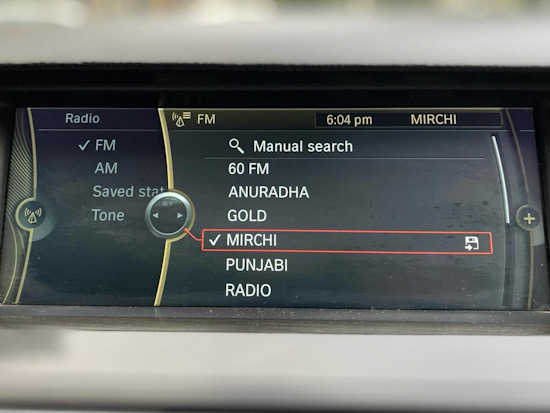 Radio
FM
AM
Saved stat
Tone
FM 6:04 pm MIRCHI
Manual search
60 FM
ANURADHA
GOLD
MIRCHI
PUNJABI
RADIO